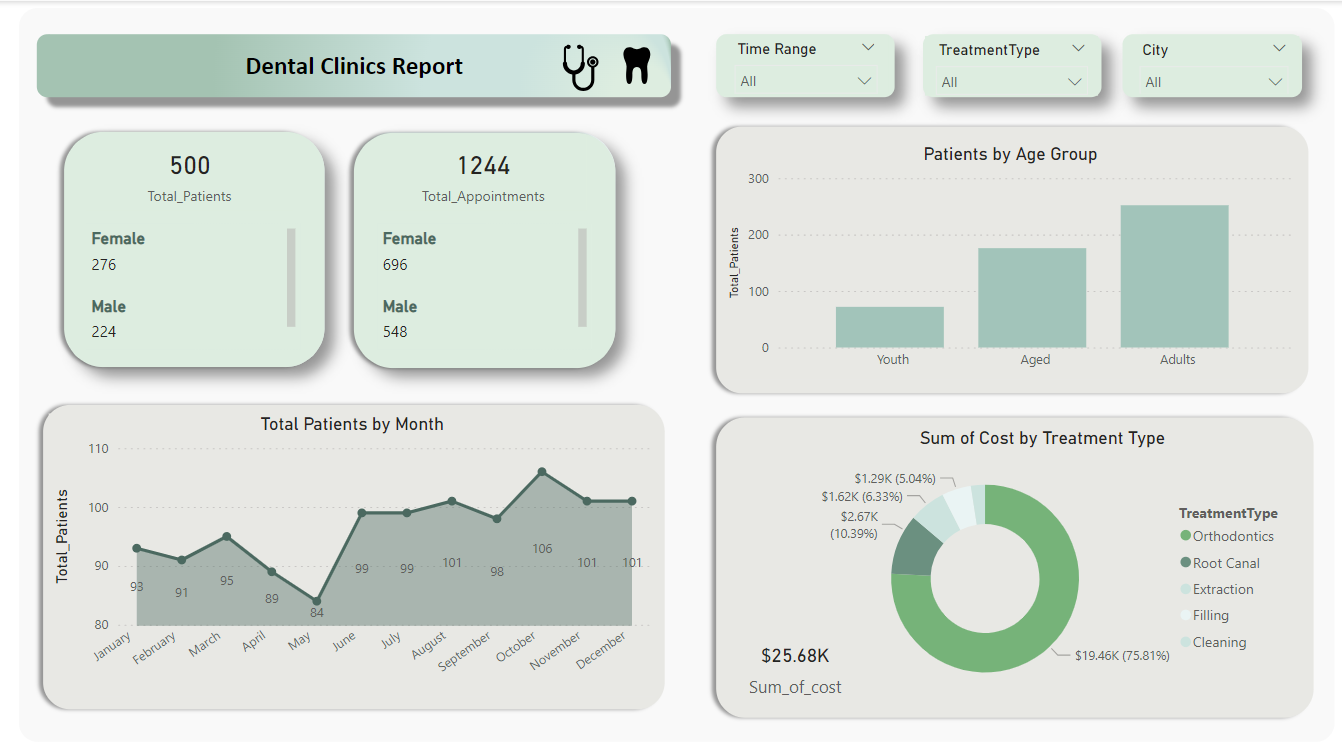 Dental Clinics Report
Time Range
All
TreatmentType
All
City
All
500
Total_Patients
Female
276
Male
224
1244
Total_Appointments
Female
696
Male
548
Patients by Age Group
Total_Patients
300
200
100
0
Youth Aged Adults
Total Patients by Month
Total_Patients
110
100
90
80
93 91 95 89 84 99 99 101 98 106 101 101
January February March April May June July August September October November December
Sum of Cost by Treatment Type
$1.29K (5.04%)
$1.62K (6.33%)
$2.67K
(10.39%)
$19.46K (75.81%)
TreatmentType
Orthodontics
Root Canal
Extraction
Filling
Cleaning
$25.68K
Sum_of_cost